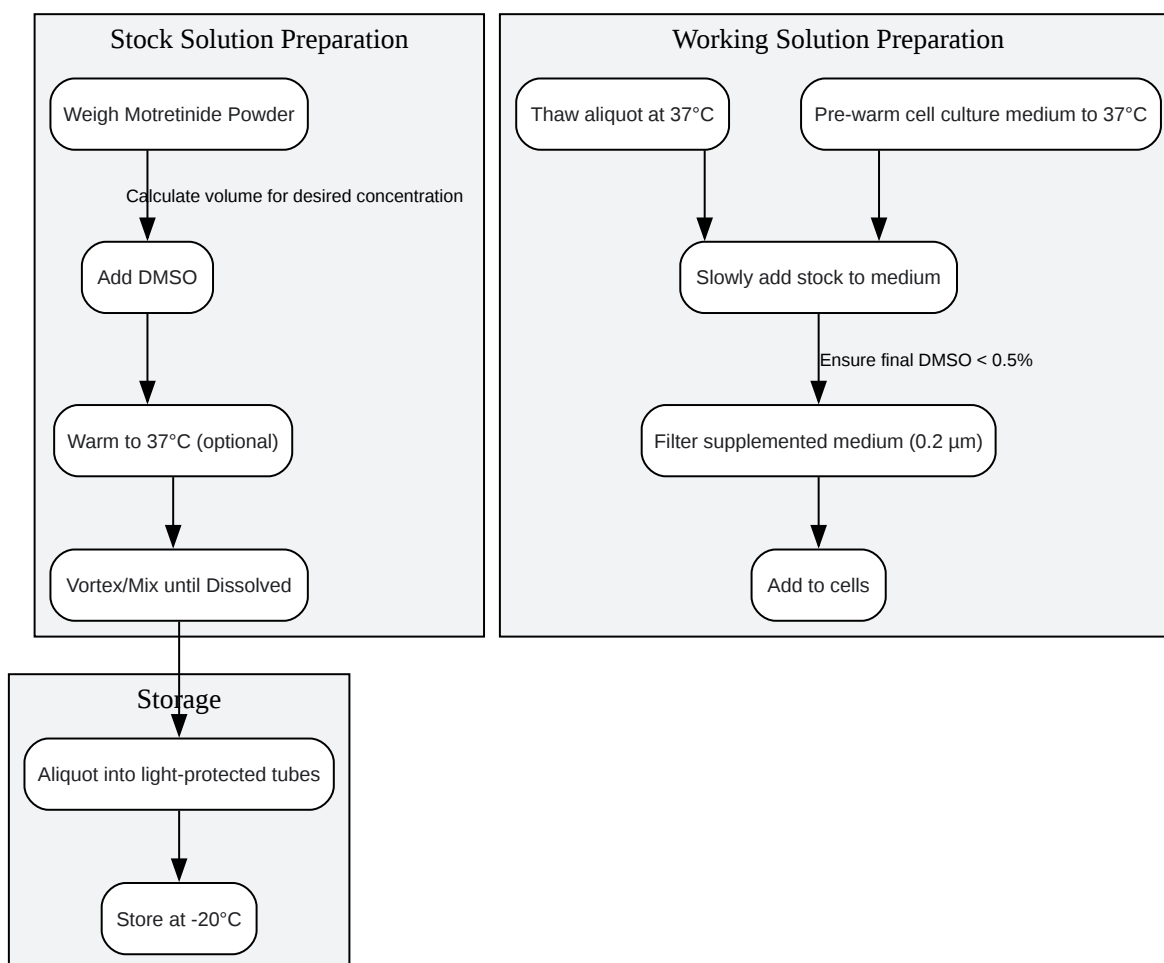 Stock Solution Preparation
Weigh Motretinide Powder
Calculate volume for desired concentration
Add DMSO
Warm to 37°C (optional)
Vortex/Mix until Dissolved
Storage
Aliquot into light-protected tubes
Store at -20°C
Working Solution Preparation
Thaw aliquot at 37°C
Pre-warm cell culture medium to 37°C
Slowly add stock to medium
Ensure final DMSO < 0.5%
Filter supplemented medium (0.2 µm)
Add to cells